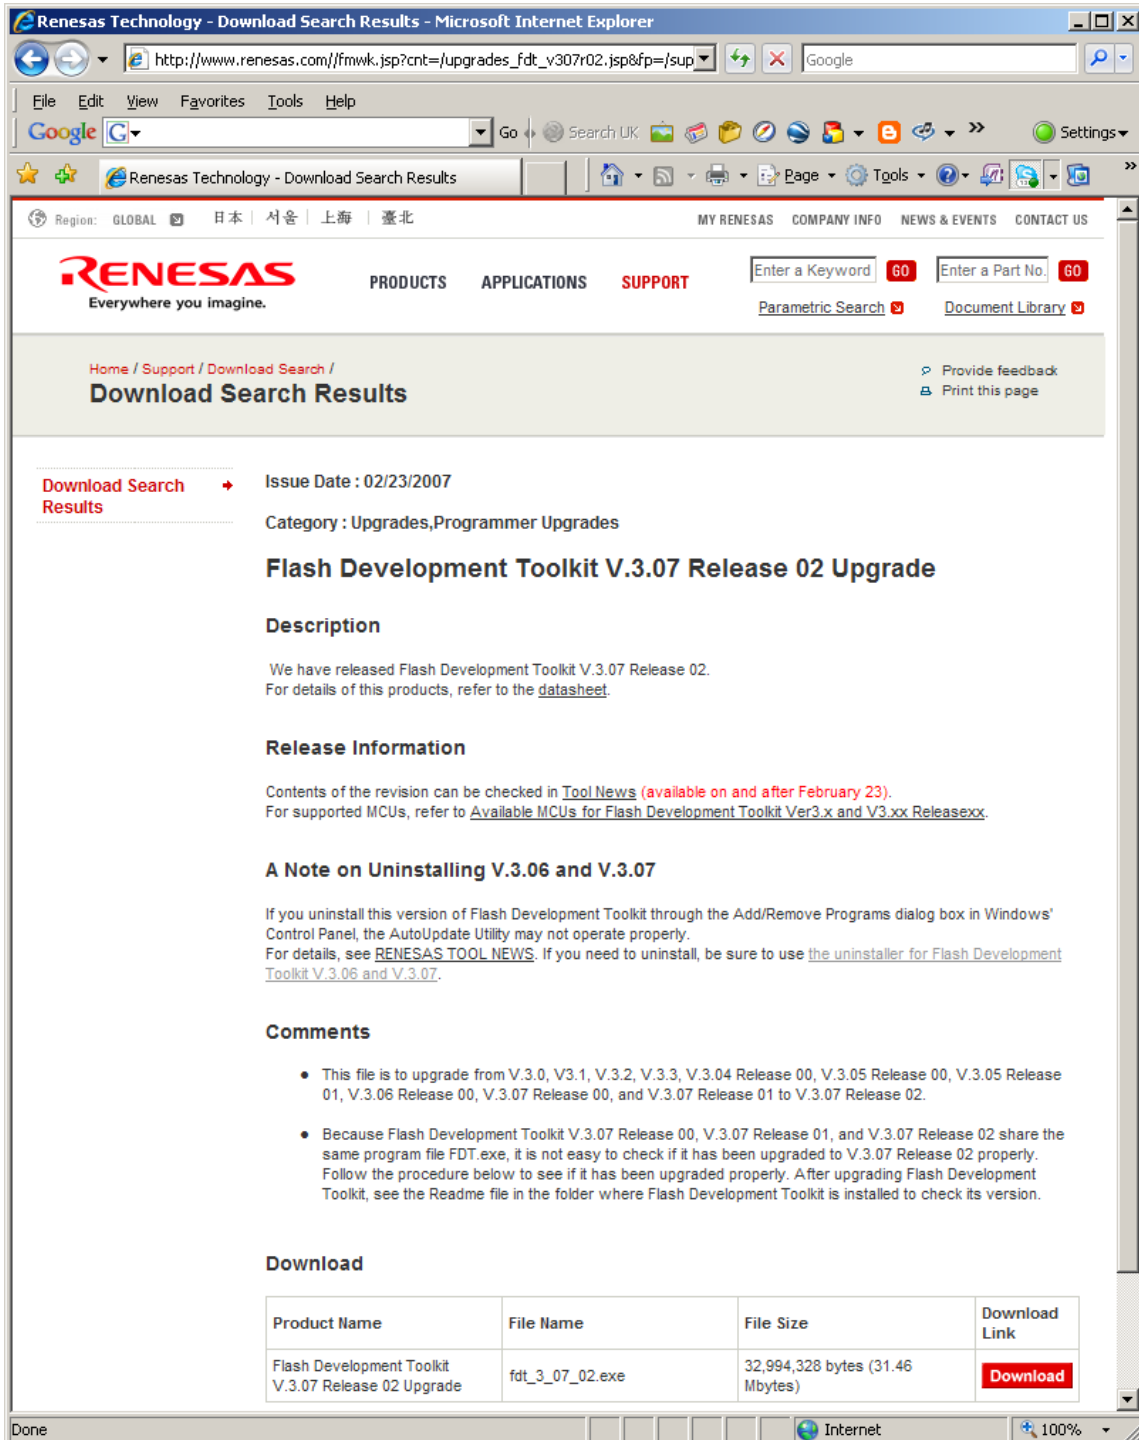 Renesas Technology - Download Search Results - Microsoft Internet Explorer
http://www.renesas.com//fmwk.jsp?cnt=/upgrades_fdt_v307r02.jsp&fp=/sup
Google
File Edit View Favorites Tools Help
Google G Go Search UK Settings
Renesas Technology - Download Search Results Page Tools
Region: GLOBAL 日本 | 서울 | 上海 | 臺北 MY RENESAS COMPANY INFO NEWS & EVENTS CONTACT US
RENESAS
Everywhere you imagine.
PRODUCTS APPLICATIONS SUPPORT
Enter a Keyword GO Enter a Part No. GO
Parametric Search Document Library
Home / Support / Download Search /
Download Search Results
Provide feedback
Print this page
Download Search
Results
Issue Date : 02/23/2007
Category : Upgrades,Programmer Upgrades
Flash Development Toolkit V.3.07 Release 02 Upgrade
Description
We have released Flash Development Toolkit V.3.07 Release 02.
For details of this products, refer to the datasheet.
Release Information
Contents of the revision can be checked in Tool News (available on and after February 23).
For supported MCUs, refer to Available MCUs for Flash Development Toolkit Ver3.x and V3.xx Releasexx.
A Note on Uninstalling V.3.06 and V.3.07
If you uninstall this version of Flash Development Toolkit through the Add/Remove Programs dialog box in Windows'
Control Panel, the AutoUpdate Utility may not operate properly.
For details, see RENESAS TOOL NEWS. If you need to uninstall, be sure to use the uninstaller for Flash Development
Toolkit V.3.06 and V.3.07.
Comments
• This file is to upgrade from V.3.0, V3.1, V.3.2, V.3.3, V.3.04 Release 00, V.3.05 Release 00, V.3.05 Release
01, V.3.06 Release 00, V.3.07 Release 00, and V.3.07 Release 01 to V.3.07 Release 02.
• Because Flash Development Toolkit V.3.07 Release 00, V.3.07 Release 01, and V.3.07 Release 02 share the
same program file FDT.exe, it is not easy to check if it has been upgraded to V.3.07 Release 02 properly.
Follow the procedure below to see if it has been upgraded properly. After upgrading Flash Development
Toolkit, see the Readme file in the folder where Flash Development Toolkit is installed to check its version.
Download
Product Name File Name File Size Download
Link
Flash Development Toolkit
V.3.07 Release 02 Upgrade
fdt_3_07_02.exe
32,994,328 bytes (31.46
Mbytes)
Download
Done Internet 100%